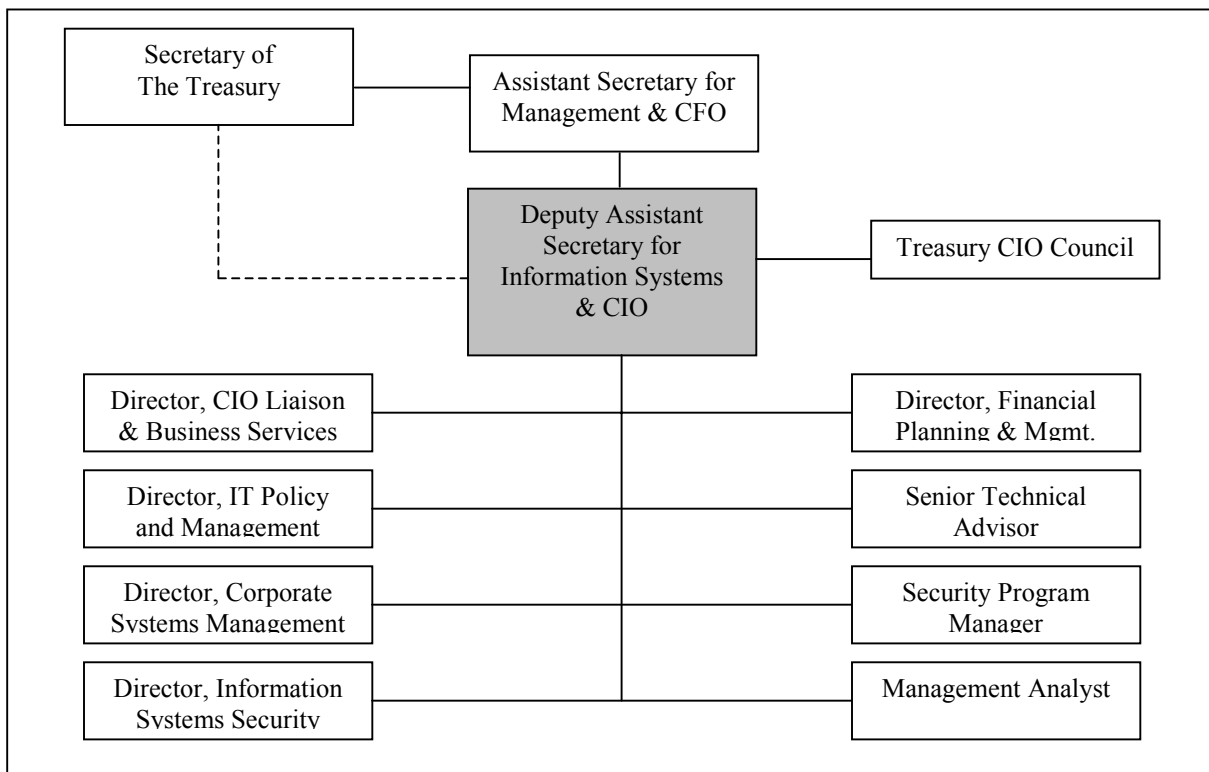 Secretary of
The Treasury
Assistant Secretary for
Management & CFO
Deputy Assistant
Secretary for
Information Systems
& CIO
Treasury CIO Council
Director, CIO Liaison
& Business Services
Director, Financial
Planning & Mgmt.
Director, IT Policy
and Management
Senior Technical
Advisor
Director, Corporate
Systems Management
Security Program
Manager
Director, Information
Systems Security
Management Analyst